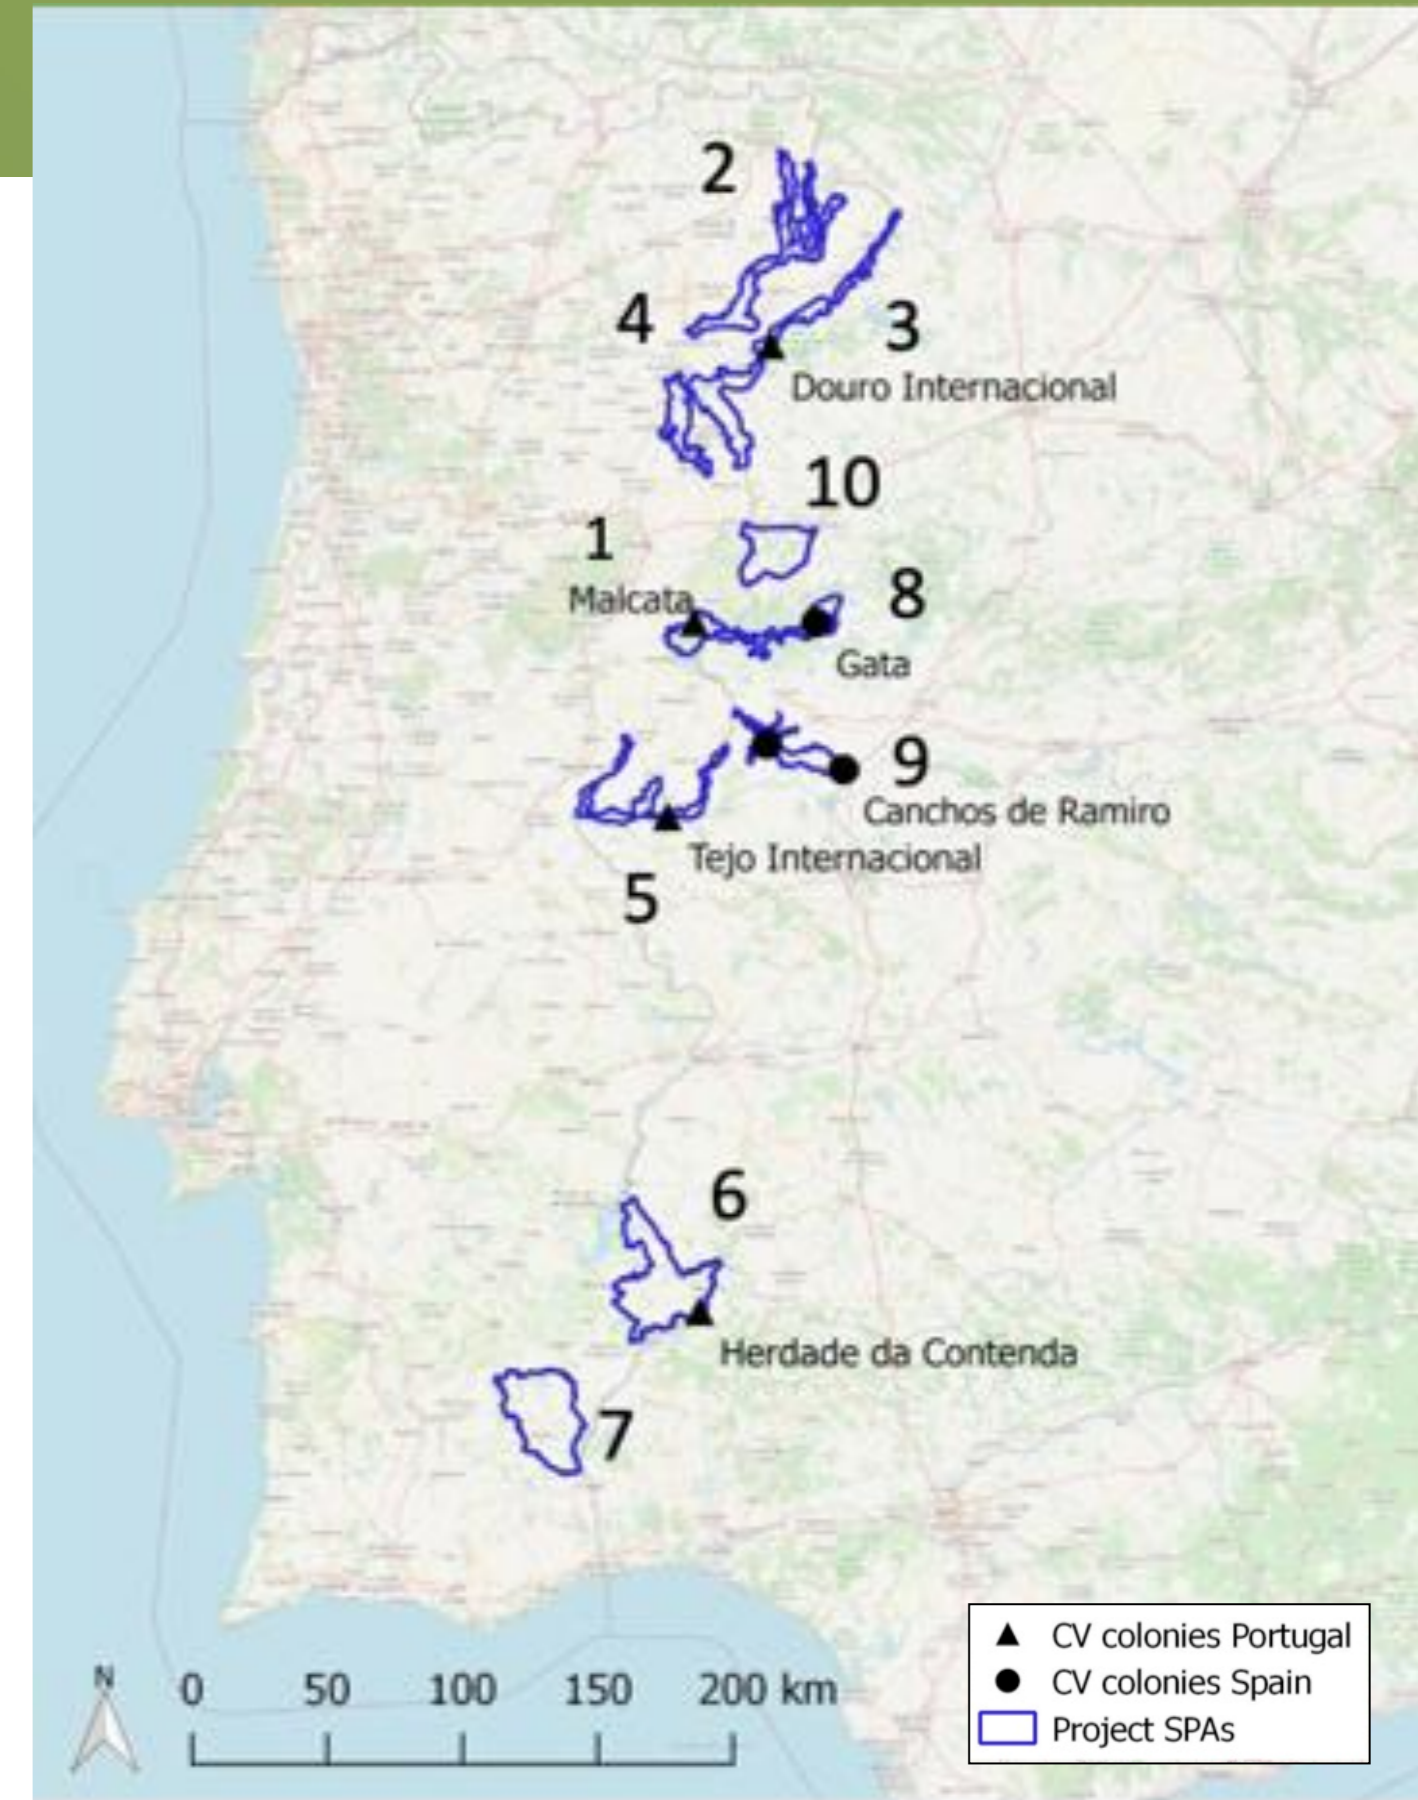 2
4
3
Douro Internacional
10
1
Malcata
8
Gata
9
Canchos de Ramiro
Tejo Internacional
5
6
Herdade da Contenda
7
N
0 50 100 150 200 km
CV colonies Portugal
CV colonies Spain
Project SPAs